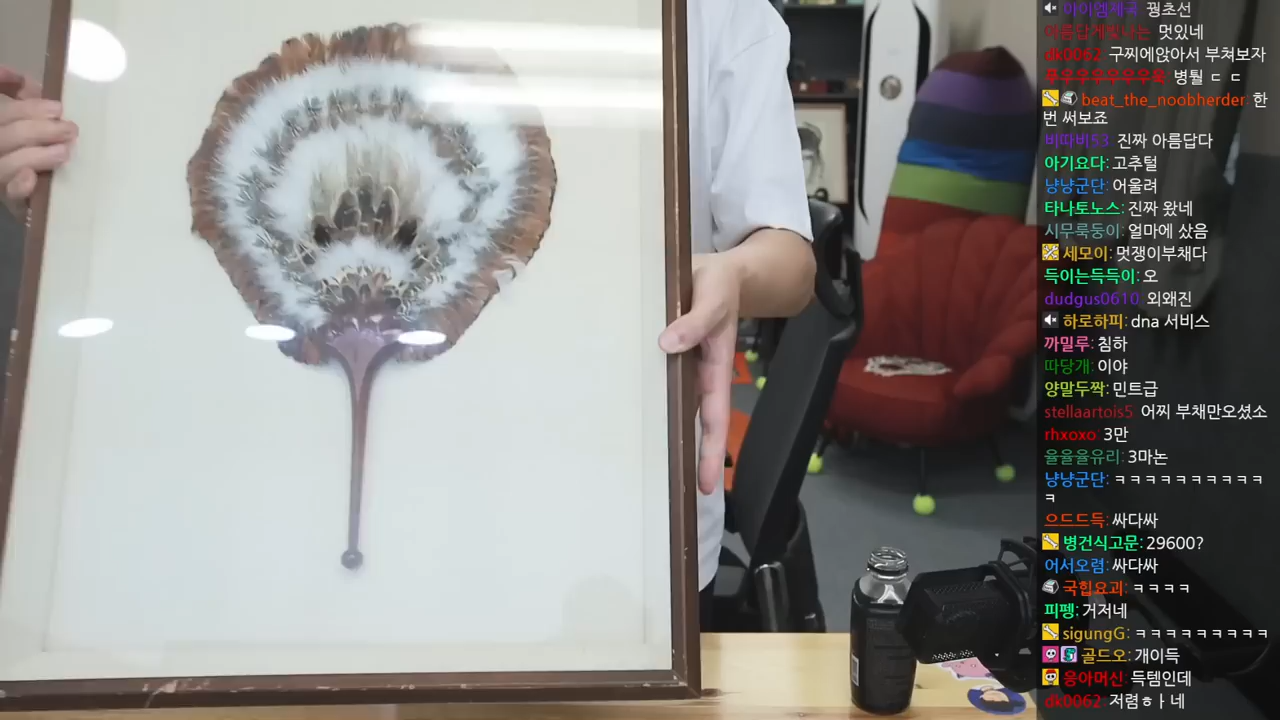 아이엠제국 꿩초선
아름답게빛나는 멋있네
dk0062 구찌에앉아서 부쳐보자
푸우우유우우우욱 병튈 ㄷ ㄷ
beat_the_noobherder 한
번 써보죠
비따비53 진짜 아름답다
아기요다: 고추털
냥냥군단: 어울려
타나토노스: 진짜 왔네
시무룩둥이: 얼마에 샀음
세모이: 멋쟁이부채다
득이는득득이: 오
dudgus0610 외왜진
하로하피: dna 서비스
까밀루: 침하
따당개: 이야
양말두짝: 민트급
stellaartois5 어찌 부채만오셨소
rhxoxo: 3만
율율율유리: 3마논
냥냥군단: ㅋㅋㅋㅋㅋㅋㅋㅋㅋㅋ
ㅋ
으드드득: 싸다싸
병건식고문: 29600?
어서오렴: 싸다싸
국힙요괴: ㅋㅋㅋㅋ
피펭: 거저네
sigungG: ㅋㅋㅋㅋㅋㅋㅋㅋㅋ
골드오: 개이득
응아머신: 득템인데
dk0062: 저렴ㅎㅏ네